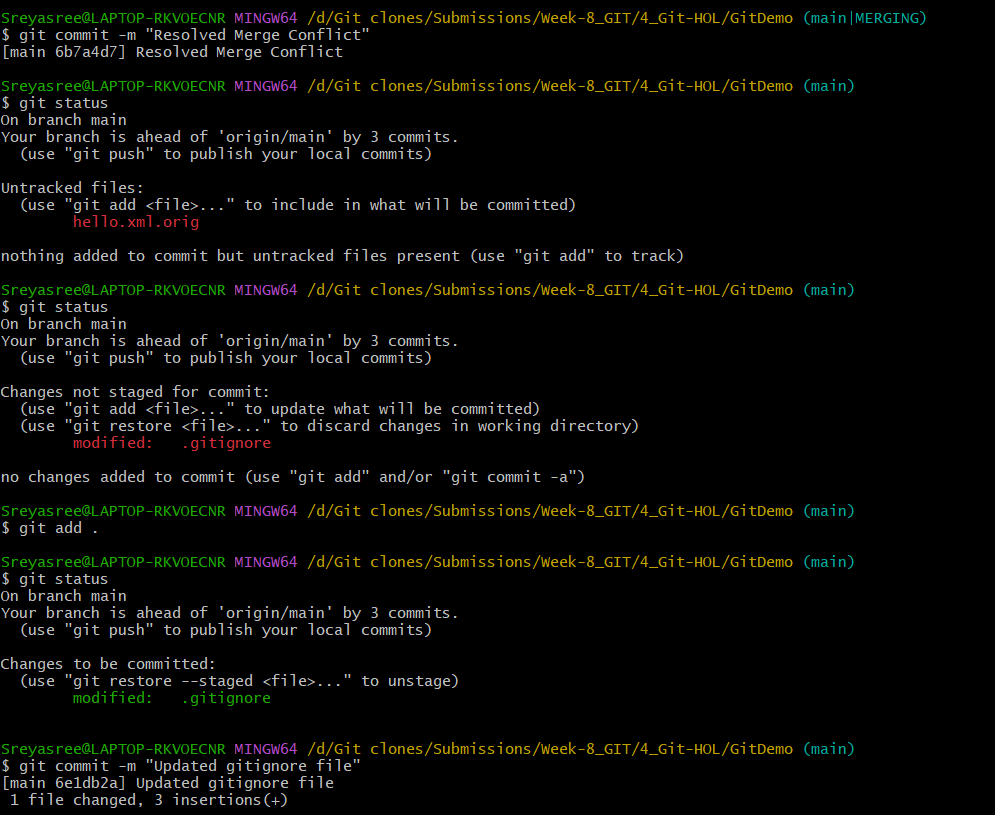 Sreyasree@LAPTOP-RKVOECNR MINGW64 /d/Git clones/Submissions/Week-8_GIT/4_Git-HOL/GitDemo (main|MERGING)
$ git commit -m "Resolved Merge Conflict"
[main 6b7a4d7] Resolved Merge Conflict

Sreyasree@LAPTOP-RKVOECNR MINGW64 /d/Git clones/Submissions/Week-8_GIT/4_Git-HOL/GitDemo (main)
$ git status
On branch main
Your branch is ahead of 'origin/main' by 3 commits.
  (use "git push" to publish your local commits)

Untracked files:
  (use "git add <file>..." to include in what will be committed)
        hello.xml.orig

nothing added to commit but untracked files present (use "git add" to track)

Sreyasree@LAPTOP-RKVOECNR MINGW64 /d/Git clones/Submissions/Week-8_GIT/4_Git-HOL/GitDemo (main)
$ git status
On branch main
Your branch is ahead of 'origin/main' by 3 commits.
  (use "git push" to publish your local commits)

Changes not staged for commit:
  (use "git add <file>..." to update what will be committed)
  (use "git restore <file>..." to discard changes in working directory)
        modified:   .gitignore

no changes added to commit (use "git add" and/or "git commit -a")

Sreyasree@LAPTOP-RKVOECNR MINGW64 /d/Git clones/Submissions/Week-8_GIT/4_Git-HOL/GitDemo (main)
$ git add .

Sreyasree@LAPTOP-RKVOECNR MINGW64 /d/Git clones/Submissions/Week-8_GIT/4_Git-HOL/GitDemo (main)
$ git status
On branch main
Your branch is ahead of 'origin/main' by 3 commits.
  (use "git push" to publish your local commits)

Changes to be committed:
  (use "git restore --staged <file>..." to unstage)
        modified:   .gitignore


Sreyasree@LAPTOP-RKVOECNR MINGW64 /d/Git clones/Submissions/Week-8_GIT/4_Git-HOL/GitDemo (main)
$ git commit -m "Updated gitignore file"
[main 6e1db2a] Updated gitignore file
 1 file changed, 3 insertions(+)